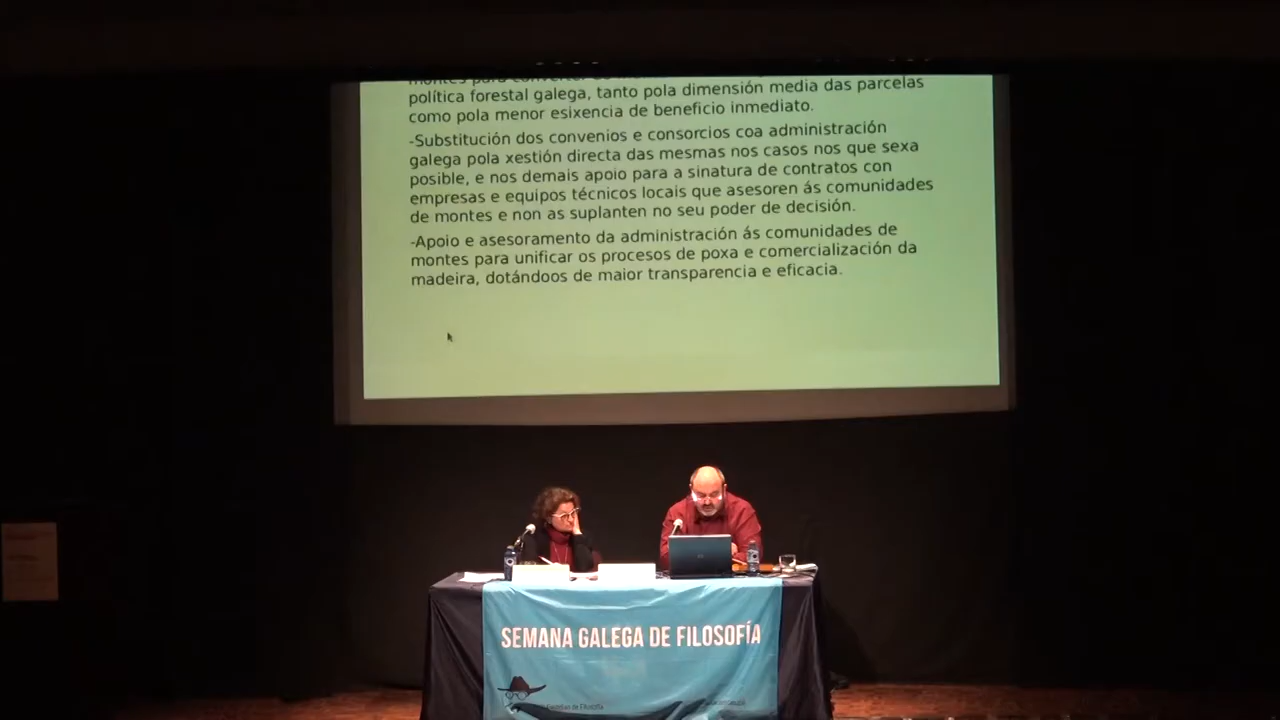 montes para
política forestal galega, tanto pola dimensión media das parcelas
como pola menor esixencia de beneficio inmediato.
-Substitución dos convenios e consorcios coa administración
galega pola xestión directa das mesmas nos casos nos que sexa
posible, e nos demais apoio para a sinatura de contratos con
empresas e equipos técnicos locais que asesoren ás comunidades
de montes e non as suplanten no seu poder de decisión.
-Apoio e asesoramento da administración ás comunidades de
montes para unificar os procesos de poxa e comercialización da
madeira, dotándoos de maior transparencia e eficacia.
SEMANA GALEGA DE FILOSOFÍA
de Filosofía